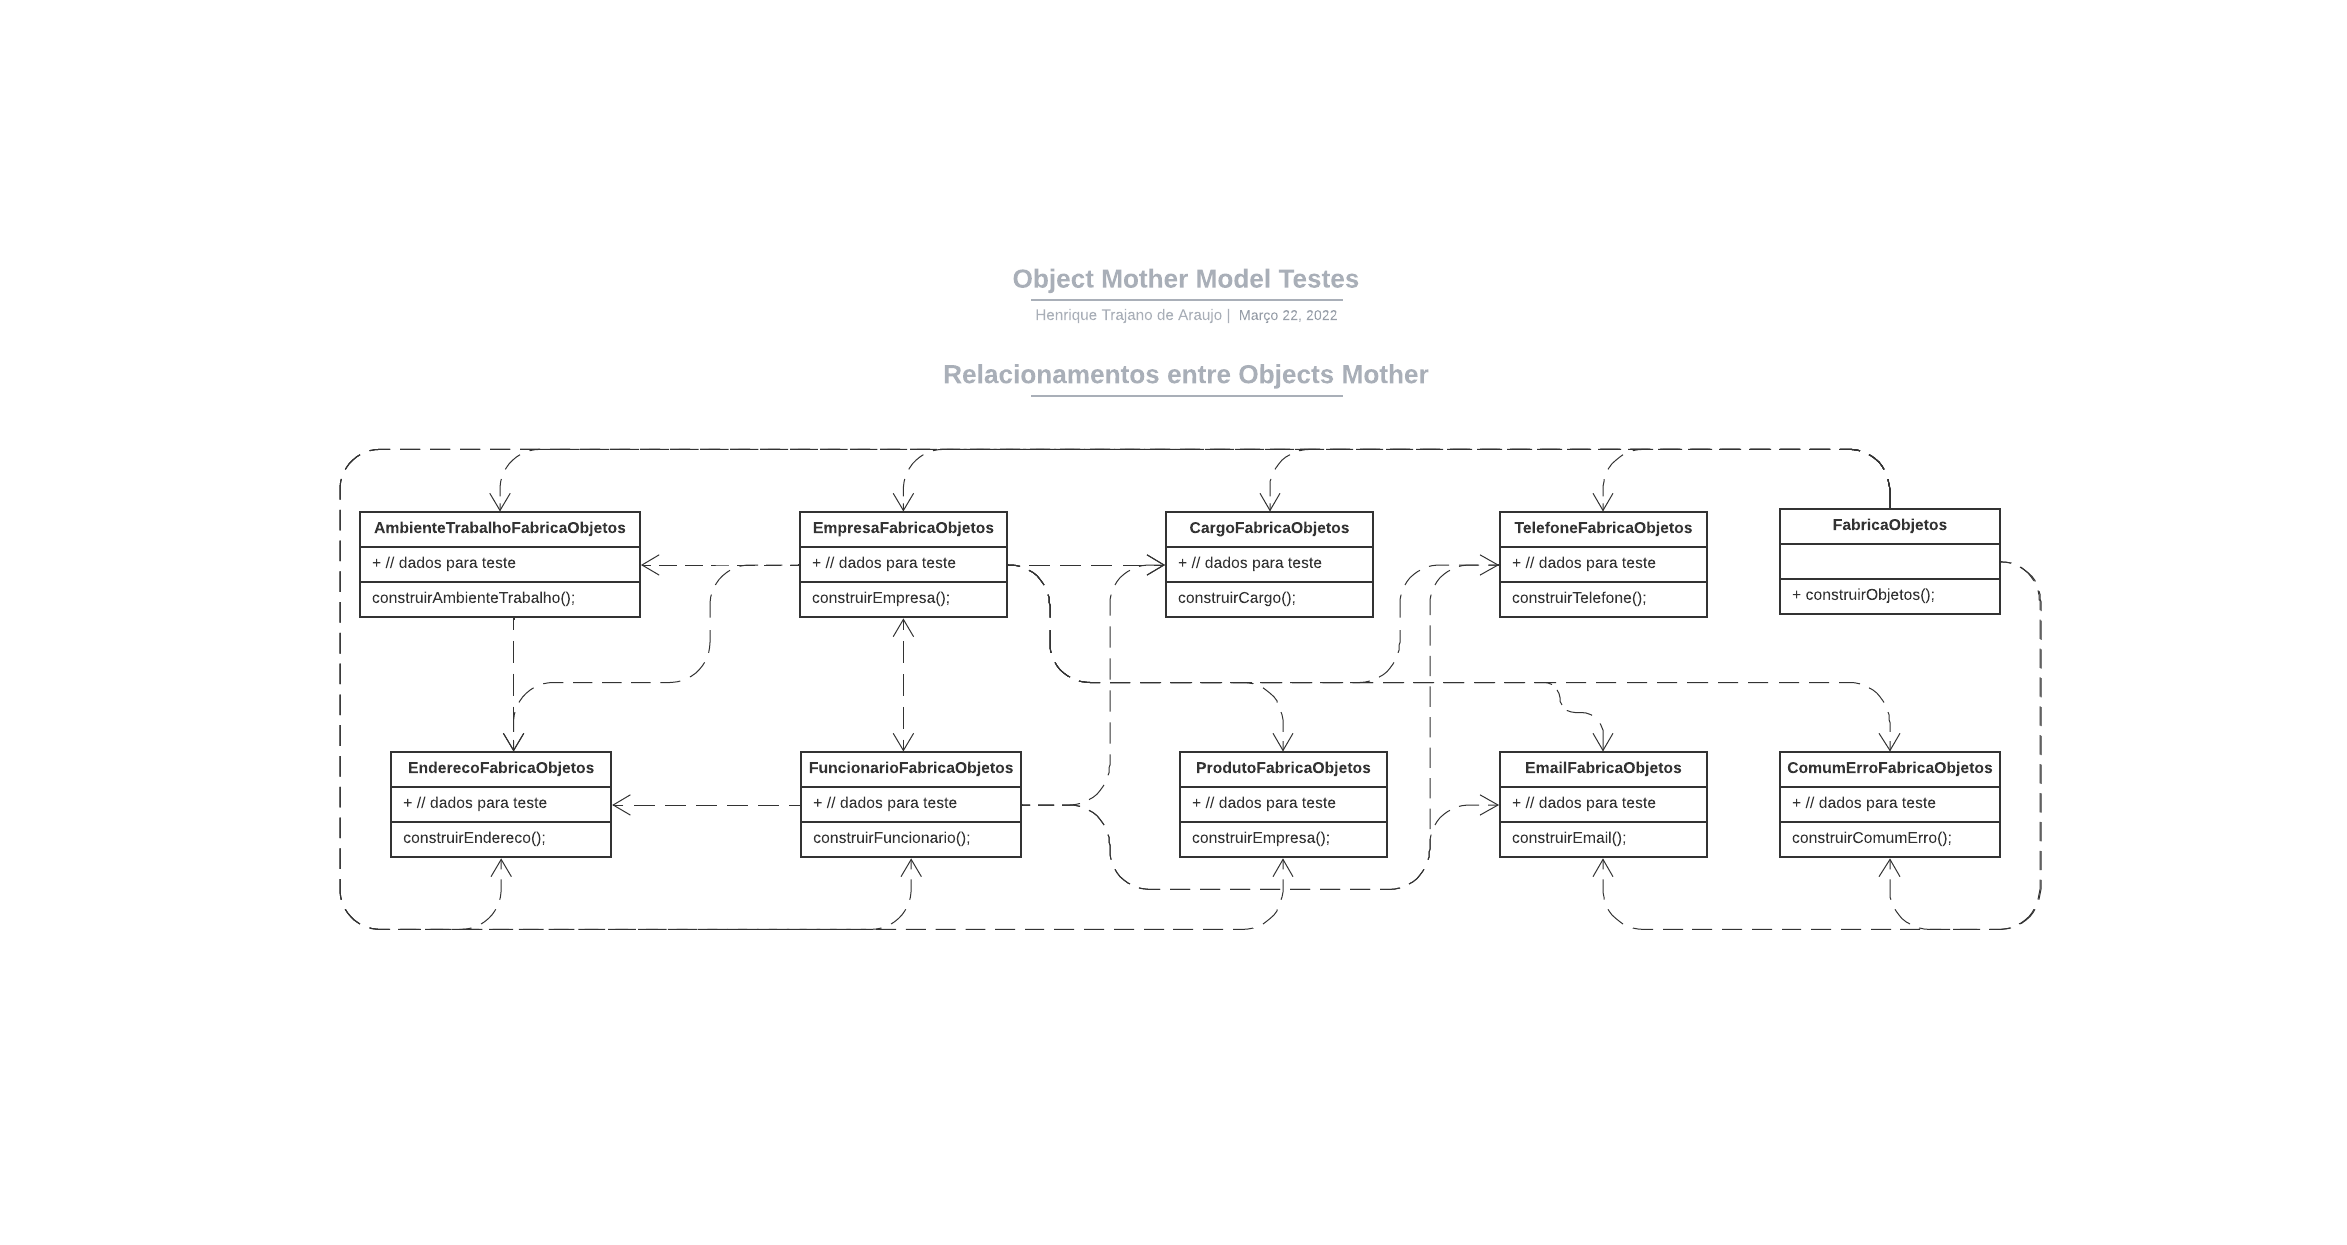 Object Mother Model Testes
Henrique Trajano de Araujo | Março 22, 2022
Relacionamentos entre Objects Mother
AmbienteTrabalhoFabricaObjetos
+ // dados para teste
construirAmbienteTrabalho();
EmpresaFabricaObjetos
+ // dados para teste
construirEmpresa();
CargoFabricaObjetos
+ // dados para teste
construirCargo();
TelefoneFabricaObjetos
+ // dados para teste
construirTelefone();
FabricaObjetos
+ construirObjetos();
EnderecoFabricaObjetos
+ // dados para teste
construirEndereco();
FuncionarioFabricaObjetos
+ // dados para teste
construirFuncionario();
ProdutoFabricaObjetos
+ // dados para teste
construirEmpresa();
EmailFabricaObjetos
+ // dados para teste
construirEmail();
ComumErroFabricaObjetos
+ // dados para teste
construirComumErro();